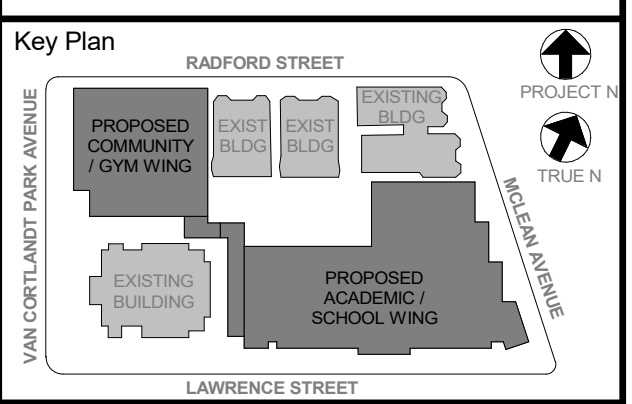 Key Plan
RADFORD STREET
PROJECT N
TRUE N
VAN CORTLANDT PARK AVENUE
PROPOSED
COMMUNITY
/ GYM WING
EXIST
BLDG
EXIST
BLDG
EXISTING
BLDG
MCLEAN AVENUE
EXISTING
BUILDING
PROPOSED
ACADEMIC /
SCHOOL WING
LAWRENCE STREET